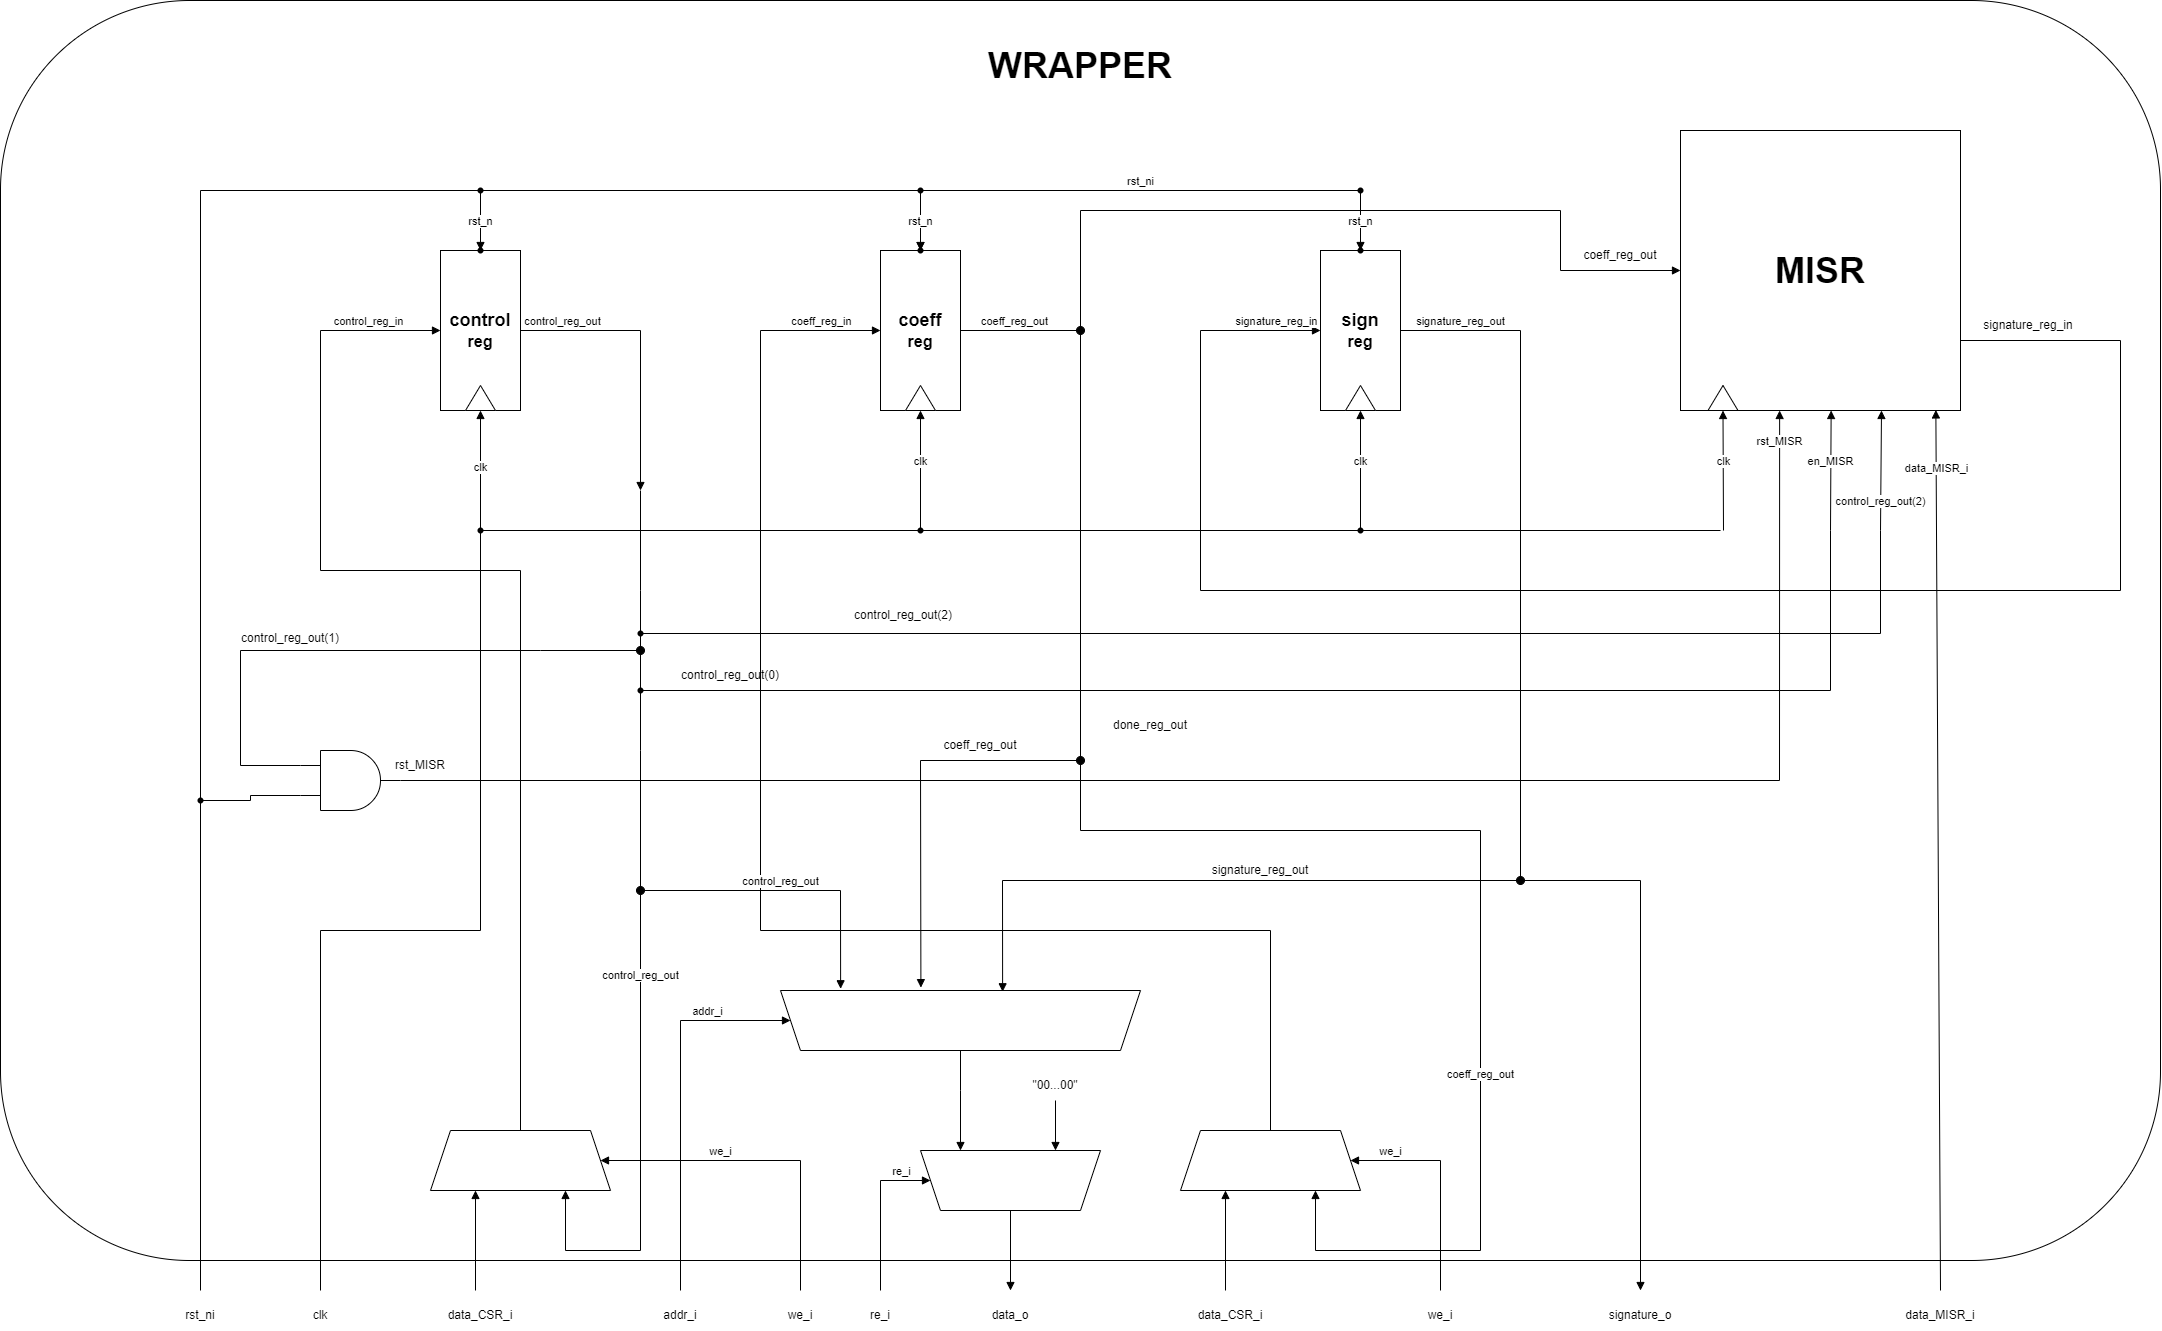 WRAPPER
rst_ni
rst_n
rst_n
rst_n
coeff_reg_out
MISR
control_reg_in
control
reg
control_reg_out
coeff_reg_in
coeff
reg
coeff_reg_out
signature_reg_in
sign
reg
signature_reg_out
signature_reg_in
clk
clk
clk
clk
rst_MISR
en_MISR
data_MISR_i
control_reg_out(2)
control_reg_out(2)
control_reg_out(1)
control_reg_out(0)
done_reg_out
coeff_reg_out
rst_MISR
control_reg_out
signature_reg_out
control_reg_out
addr_i
"00...00"
coeff_reg_out
we_i
re_i
we_i
rst_ni
clk
data_CSR_i
addr_i
we_i
re_i
data_o
data_CSR_i
we_i
signature_o
data_MISR_i